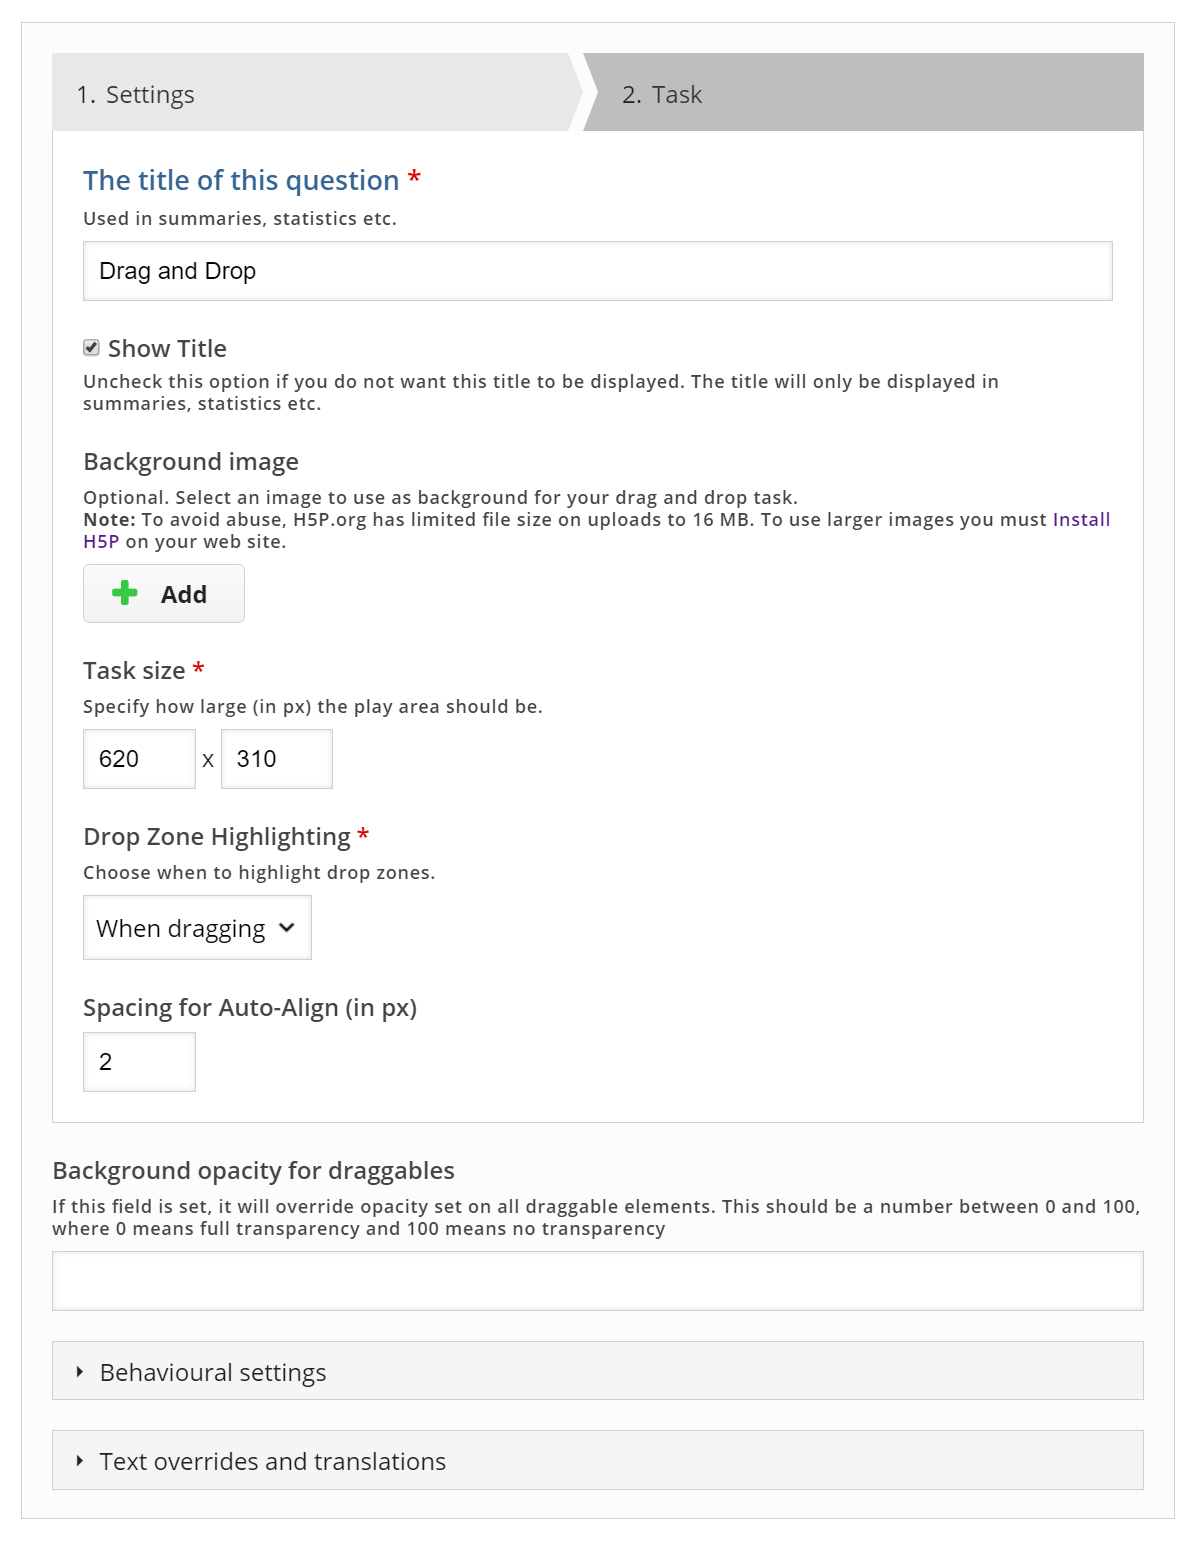 1. Settings
2. Task
The title of this question *
Used in summaries, statistics etc.
Drag and Drop
Show Title
Uncheck this option if you do not want this title to be displayed. The title will only be displayed in
summaries, statistics etc.
Background image
Optional. Select an image to use as background for your drag and drop task.
Note: To avoid abuse, H5P.org has limited file size on uploads to 16 MB. To use larger images you must Install
H5P on your web site.
Add
Task size *
Specify how large (in px) the play area should be.
620 x 310
Drop Zone Highlighting *
Choose when to highlight drop zones.
When dragging
Spacing for Auto-Align (in px)
2
Background opacity for draggables
If this field is set, it will override opacity set on all draggable elements. This should be a number between 0 and 100,
where 0 means full transparency and 100 means no transparency
Behavioural settings
Text overrides and translations